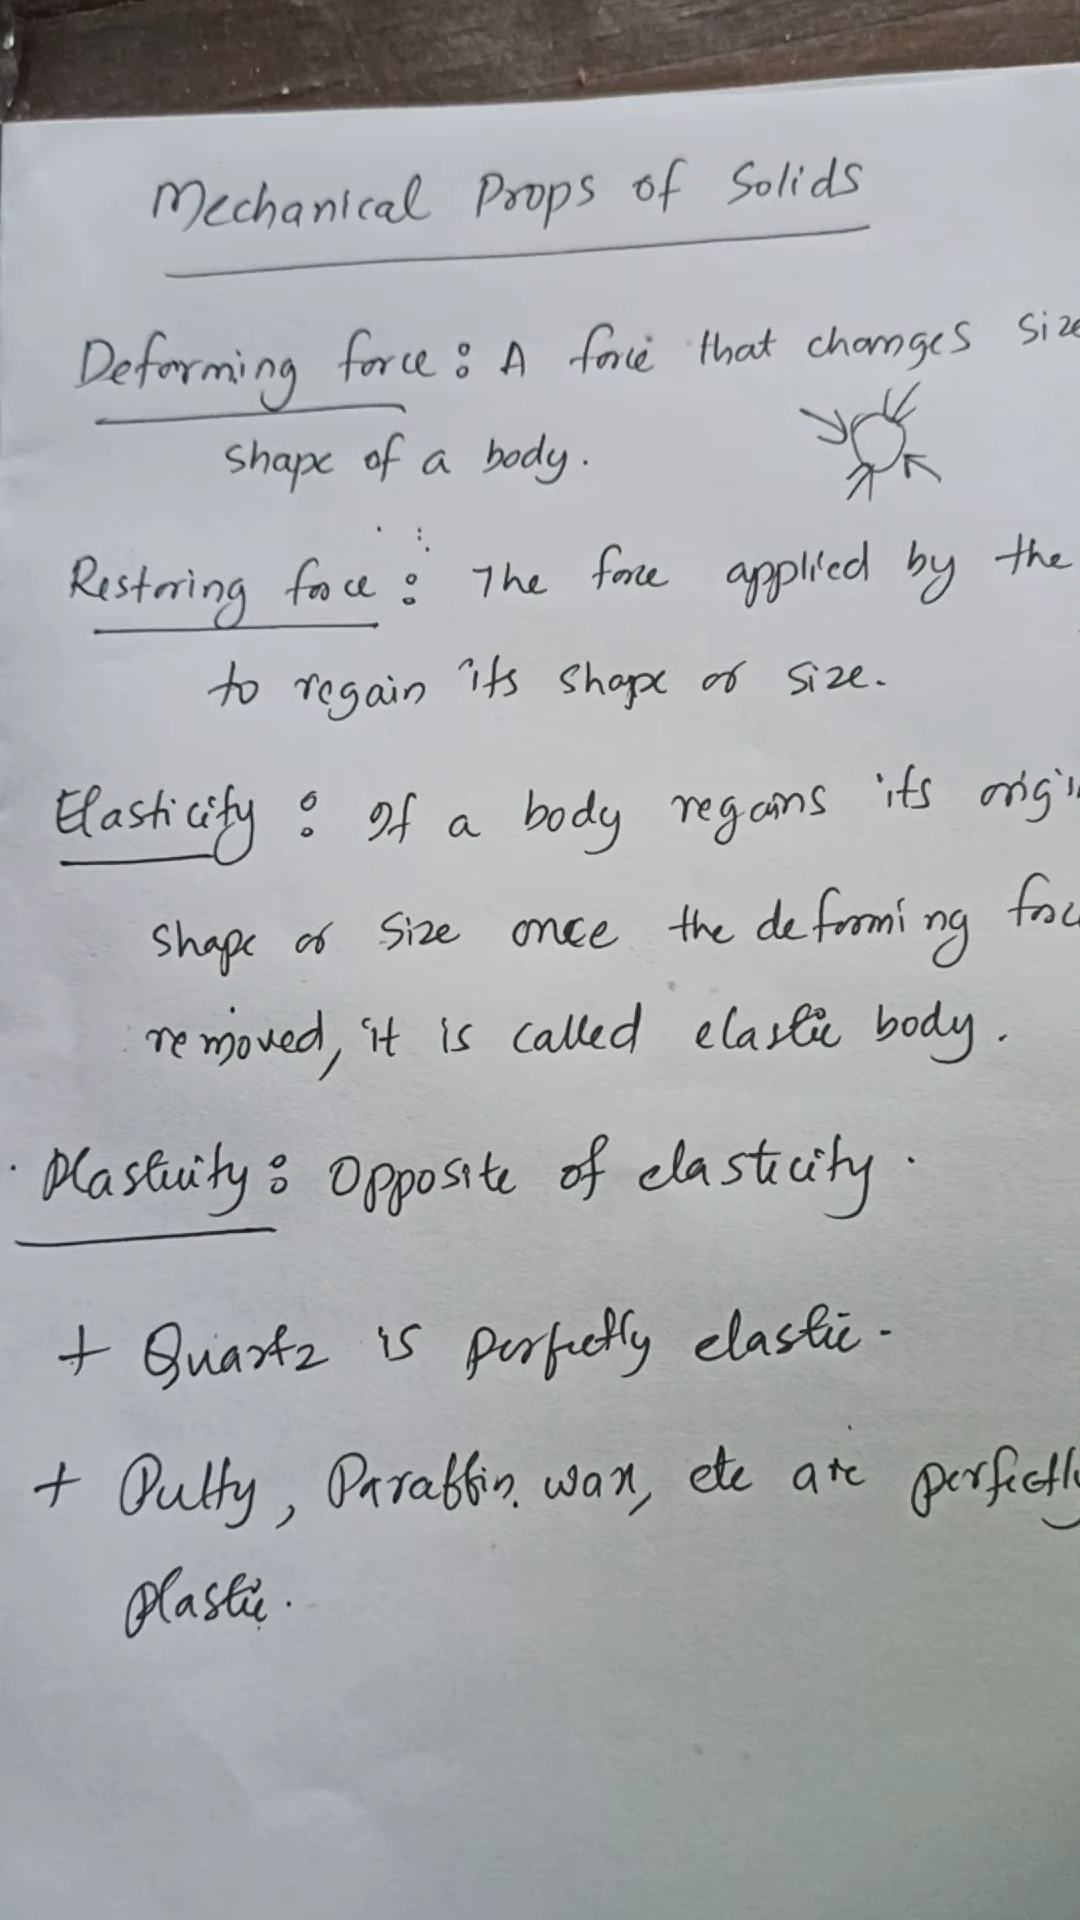 Mechanical Props of Solids
Deforming force : A force that changes size
shape of a body.
Restoring force : The force applied by the
to regain its shape or size.
Elasticity : If a body regains its origin
shape or size once the deforming forc
removed, it is called elastic body.
Plasticity : Opposite of elasticity.
+ Quartz is perfectly elastic.
+ Putty, Paraffin wax, etc are perfectly
plastic.